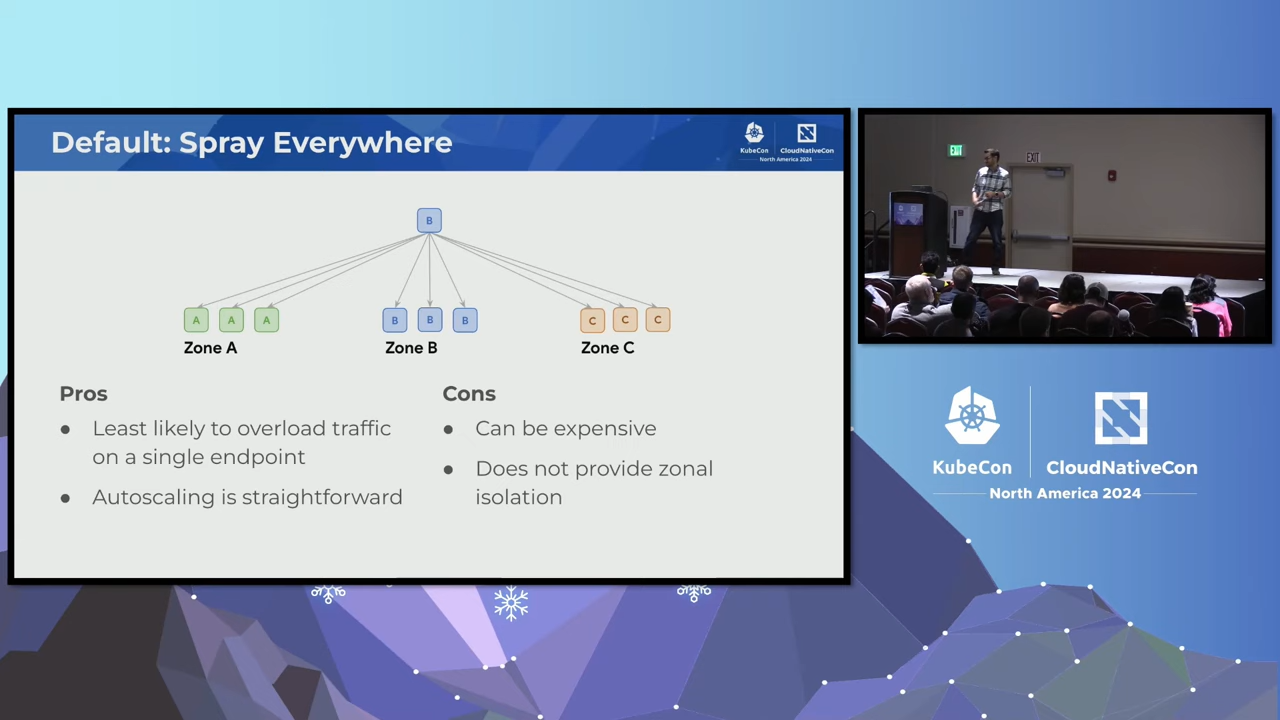 Default: Spray Everywhere
KubeCon
CloudNativeCon
North America 2024
B
A A A
B B B
C C C
Zone A
Zone B
Zone C
Pros
● Least likely to overload traffic
on a single endpoint
● Autoscaling is straightforward
Cons
● Can be expensive
● Does not provide zonal
isolation
EXIT
EXIT
KubeCon
CloudNativeCon
North America 2024